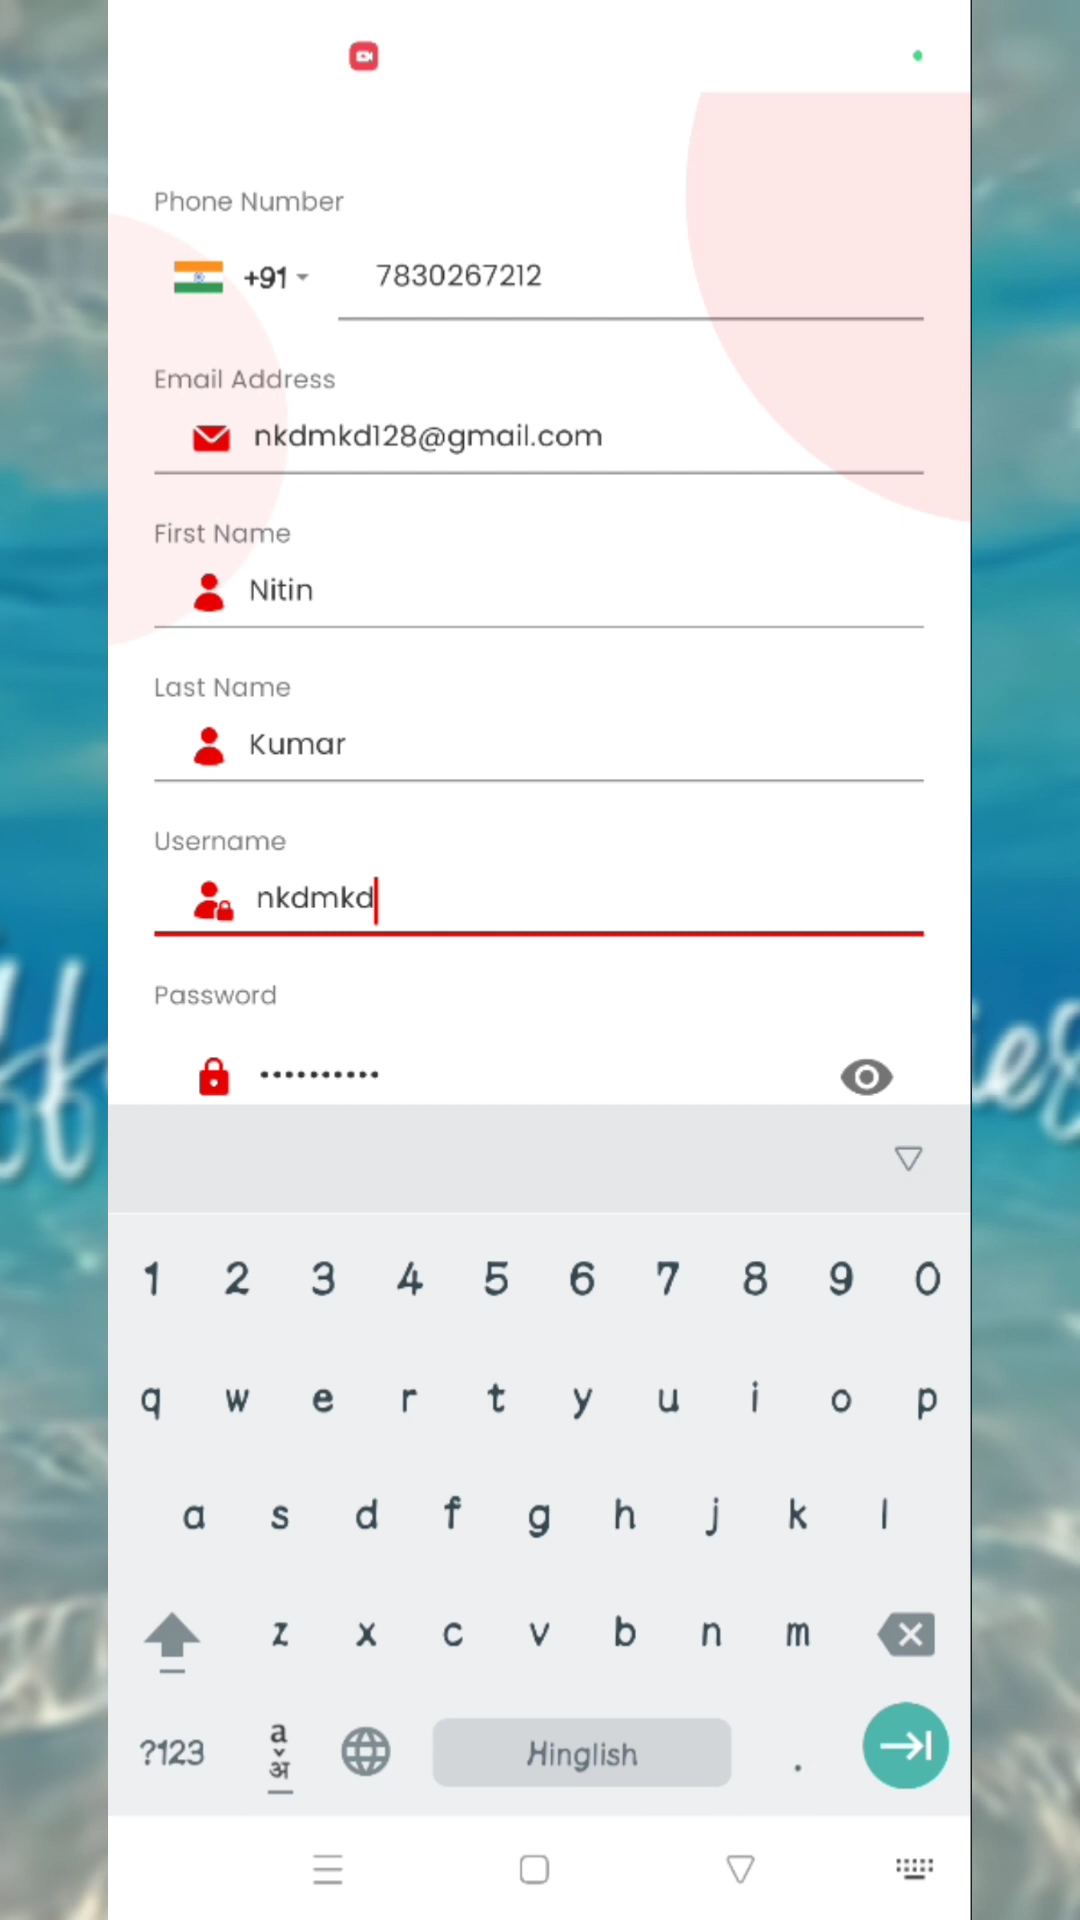 Phone Number
+91 7830267212
Email Address
nkdmkd128@gmail.com
First Name
Nitin
Last Name
Kumar
Username
nkdmkd
Password
••••••••••
1 2 3 4 5 6 7 8 9 0
q w e r t y u i o p
a s d f g h j k l
z x c v b n m
?123 a अ Hinglish .